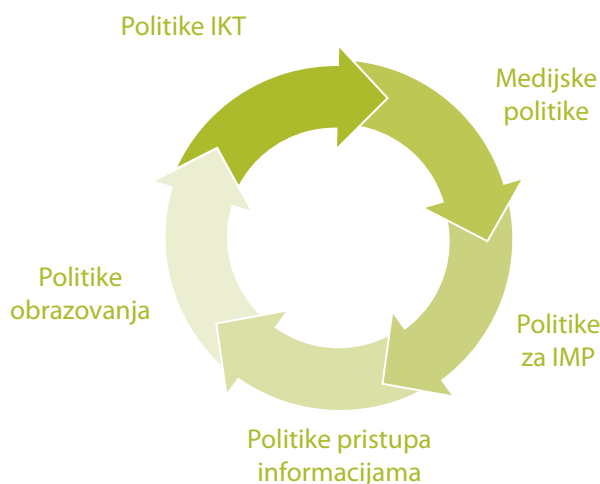 Politike IKT
Medijske
politike
Politike
za IMP
Politike pristupa
informacijama
Politike
obrazovanja